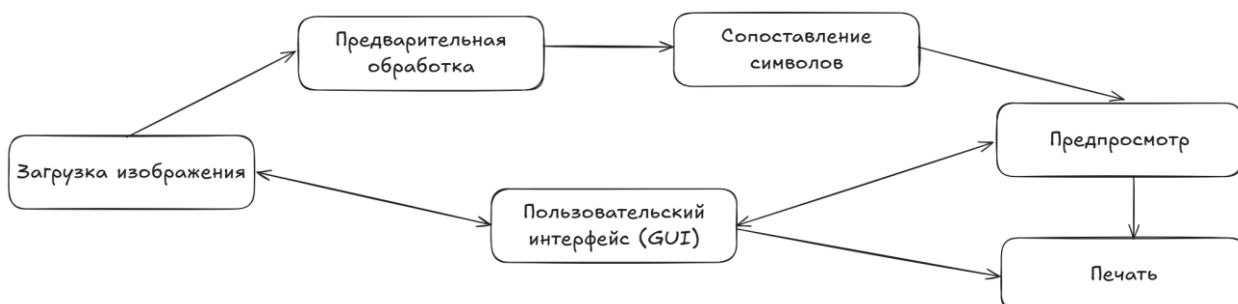 Предварительная
обработка
Сопоставление
символов
Загрузка изображения
Предпросмотр
Пользовательский
интерфейс (GUI)
Печать